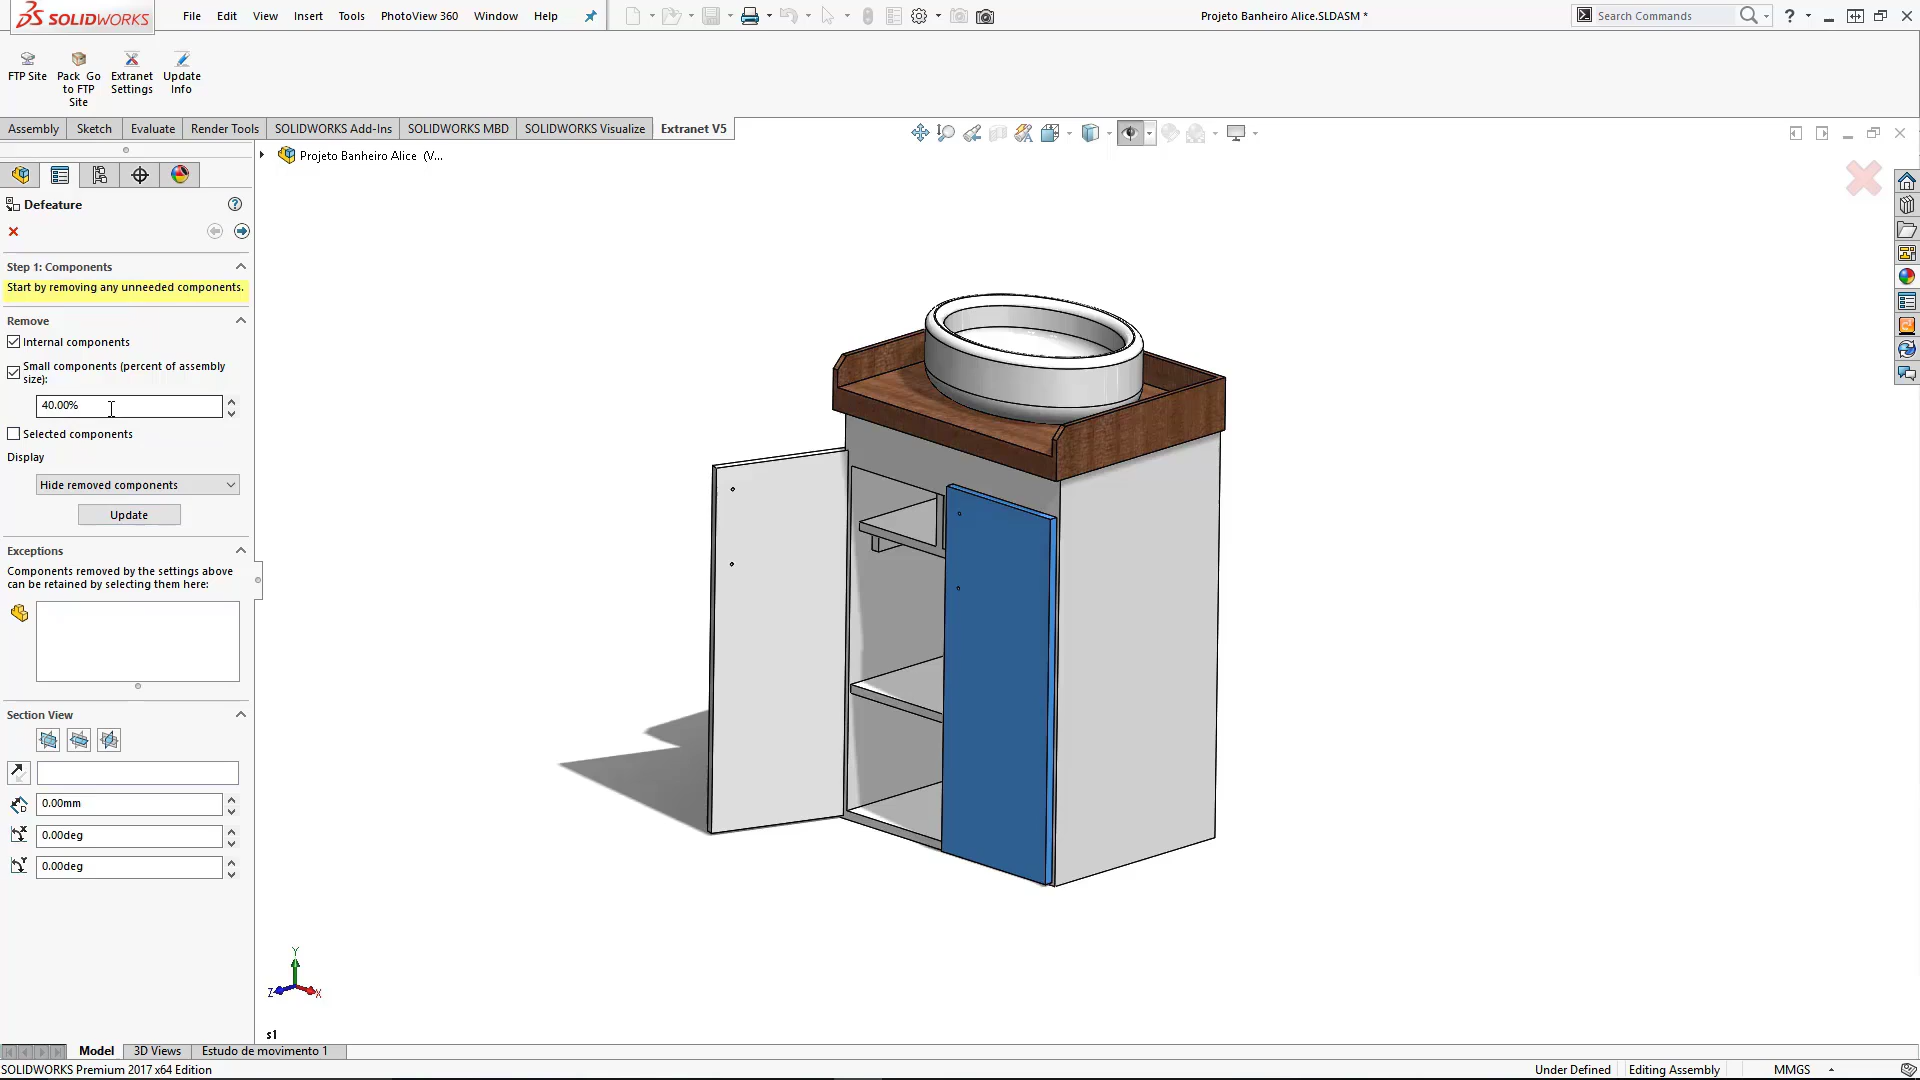 SOLIDWORKS
File Edit View Insert Tools PhotoView 360 Window Help
Projeto Banheiro Alice.SLDASM *
Search Commands
?
FTP Site
Pack Go to FTP Site
Extranet Settings
Update Info
Assembly Sketch Evaluate Render Tools SOLIDWORKS Add-Ins SOLIDWORKS MBD SOLIDWORKS Visualize Extranet V5
Projeto Banheiro Alice (V...
Defeature
?
Step 1: Components
Start by removing any unneeded components.
Remove
Internal components
Small components (percent of assembly
size):
40.00%
Selected components
Display
Hide removed components
Update
Exceptions
Components removed by the settings above
can be retained by selecting them here:
Section View
0.00mm
0.00deg
0.00deg
Y
Z X
s1
Model 3D Views Estudo de movimento 1
SOLIDWORKS Premium 2017 x64 Edition
Under Defined Editing Assembly MMGS